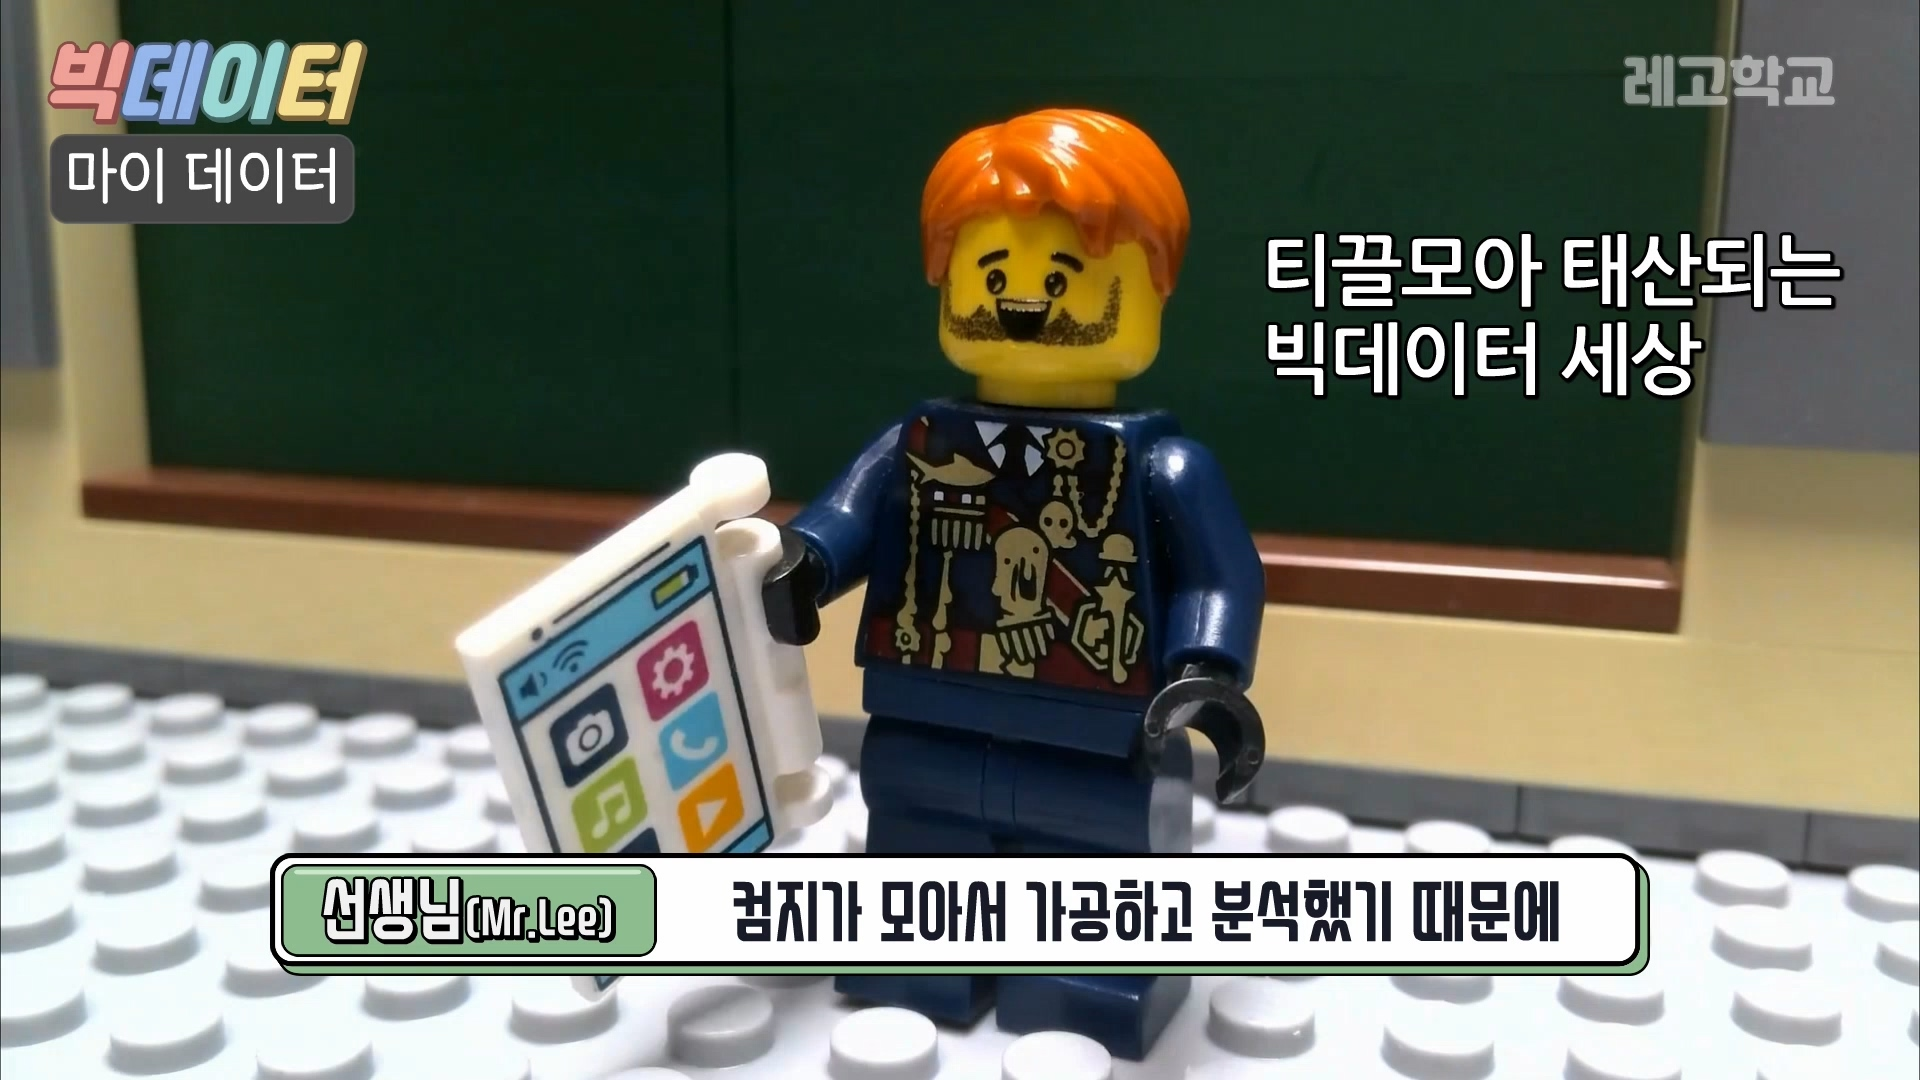 빅데이터
마이 데이터
레고학교
티끌모아 태산되는
빅데이터 세상
선생님(Mr.Lee)
컴지가 모아서 가공하고 분석했기 때문에